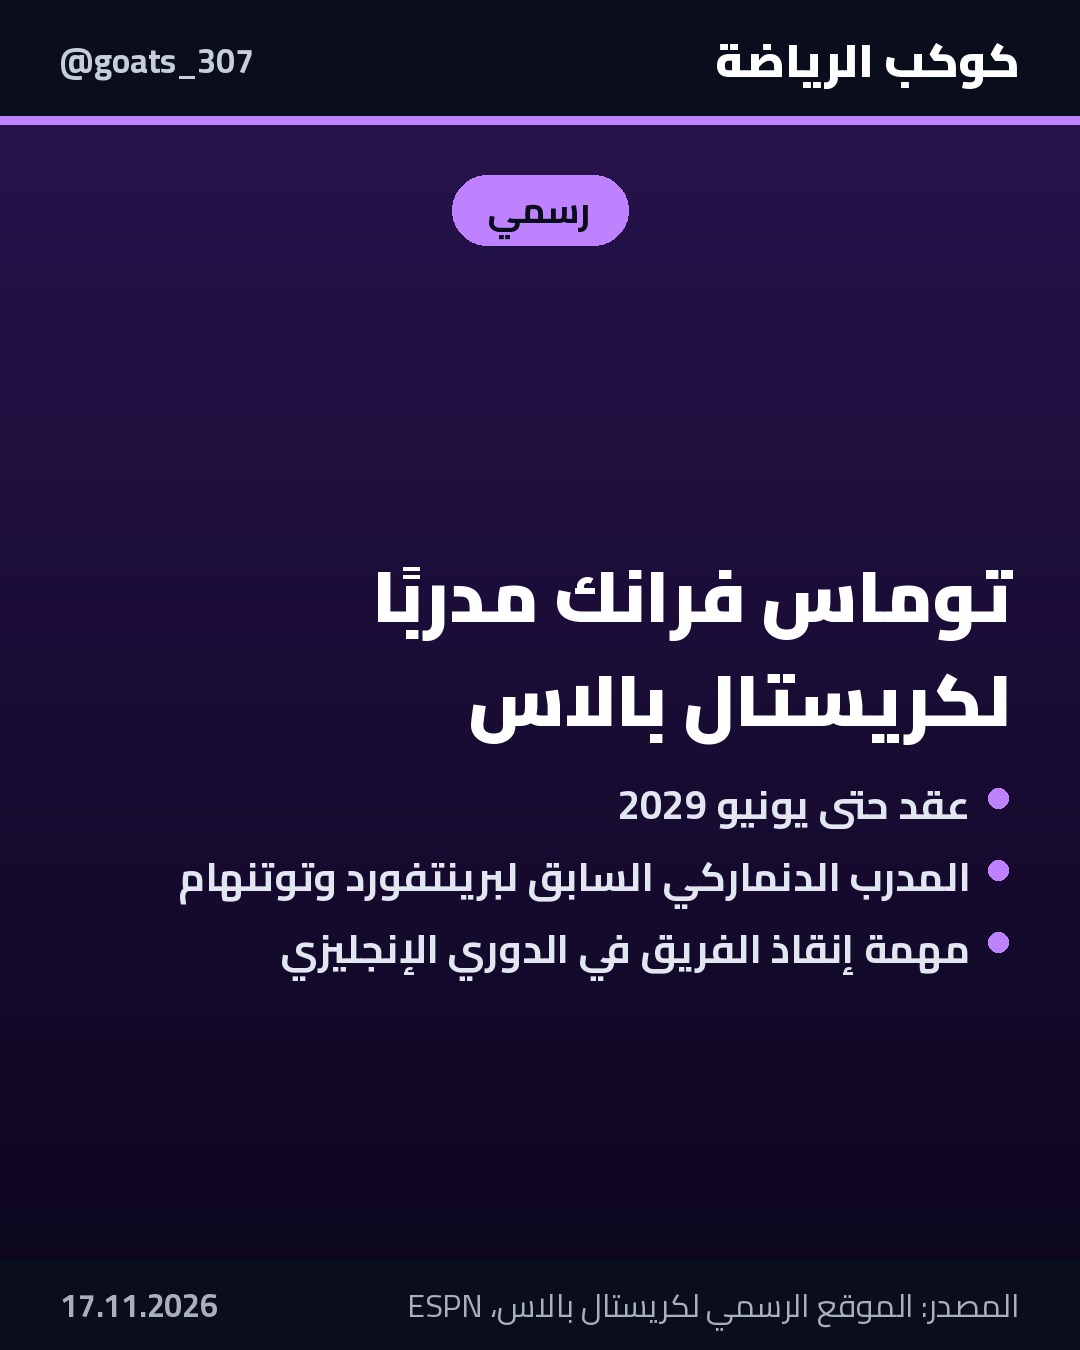 كوكب الرياضة
@goats_307
رسمي
توماس فرانك مدربًا
لكريستال بالاس
عقد حتى يونيو 2029
المدرب الدنماركي السابق لبرينتفورد وتوتنهام
مهمة إنقاذ الفريق في الدوري الإنجليزي
المصدر: الموقع الرسمي لكريستال بالاس، ESPN
17.11.2026